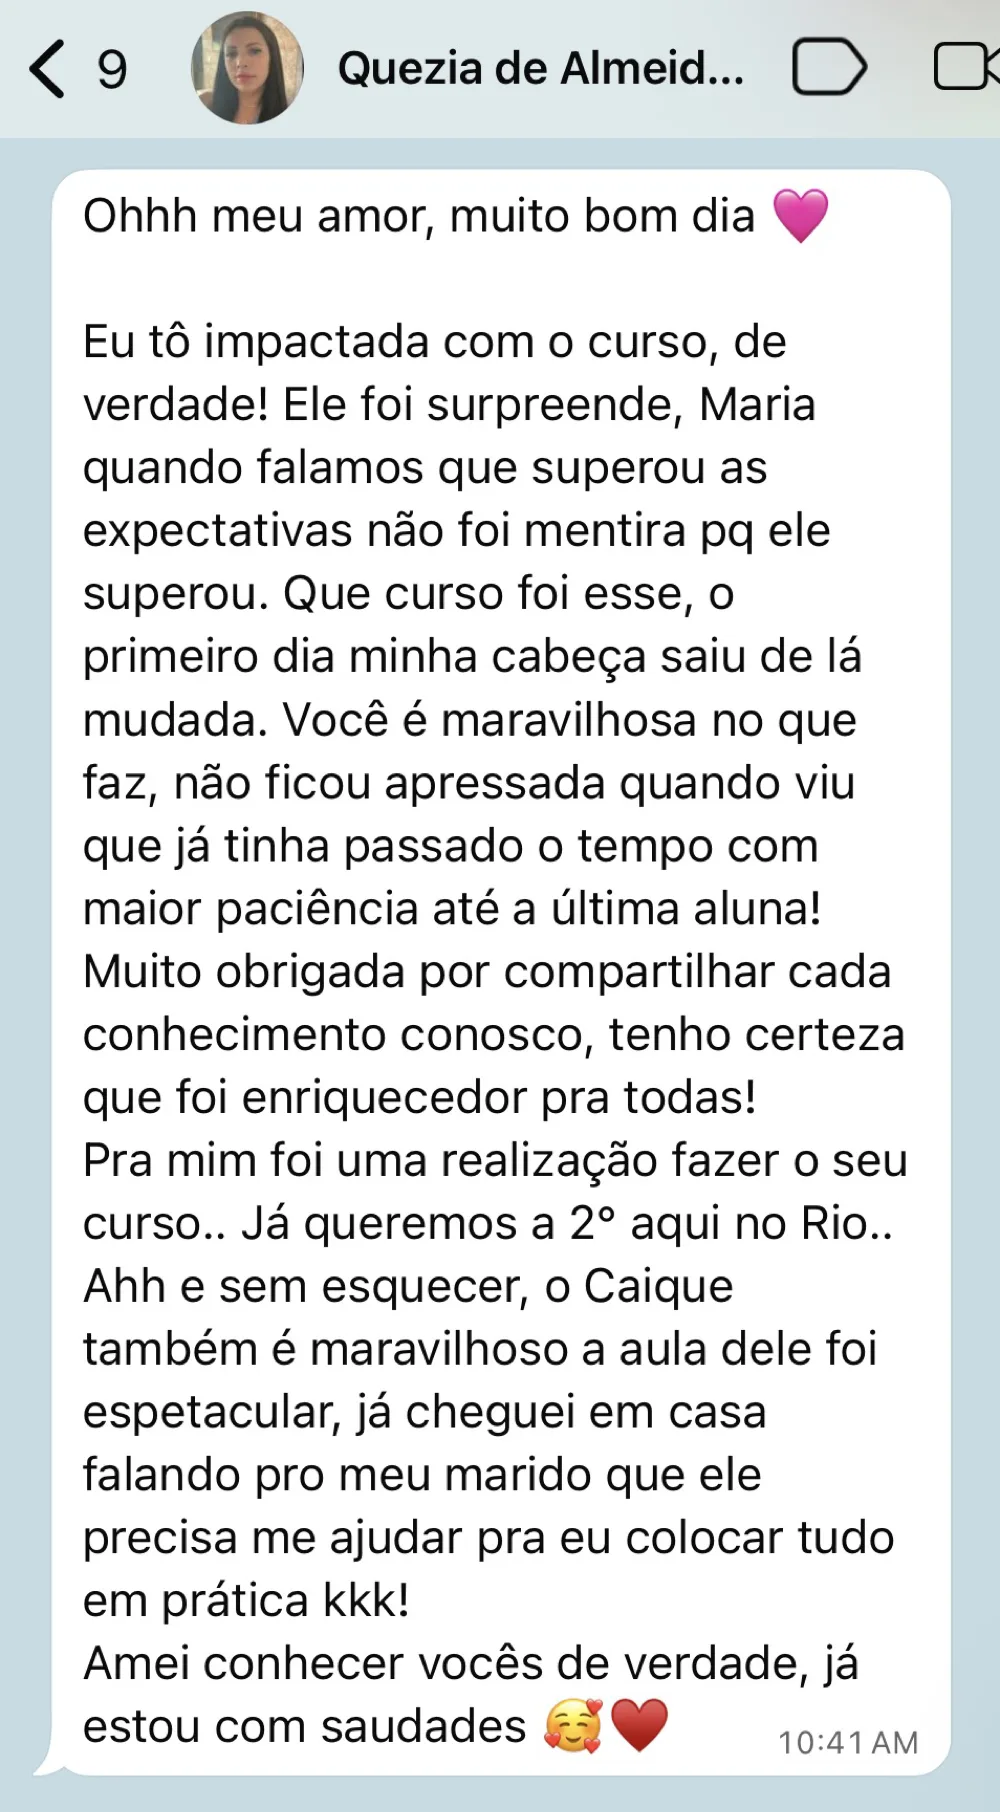 9
Quezia de Almeid...
Ohhh meu amor, muito bom dia 💗
Eu tô impactada com o curso, de
verdade! Ele foi surpreende, Maria
quando falamos que superou as
expectativas não foi mentira pq ele
superou. Que curso foi esse, o
primeiro dia minha cabeça saiu de lá
mudada. Você é maravilhosa no que
faz, não ficou apressada quando viu
que já tinha passado o tempo com
maior paciência até a última aluna!
Muito obrigada por compartilhar cada
conhecimento conosco, tenho certeza
que foi enriquecedor pra todas!
Pra mim foi uma realização fazer o seu
curso.. Já queremos a 2° aqui no Rio..
Ahh e sem esquecer, o Caique
também é maravilhoso a aula dele foi
espetacular, já cheguei em casa
falando pro meu marido que ele
precisa me ajudar pra eu colocar tudo
em prática kkk!
Amei conhecer vocês de verdade, já
estou com saudades 🥰♥️
10:41 AM